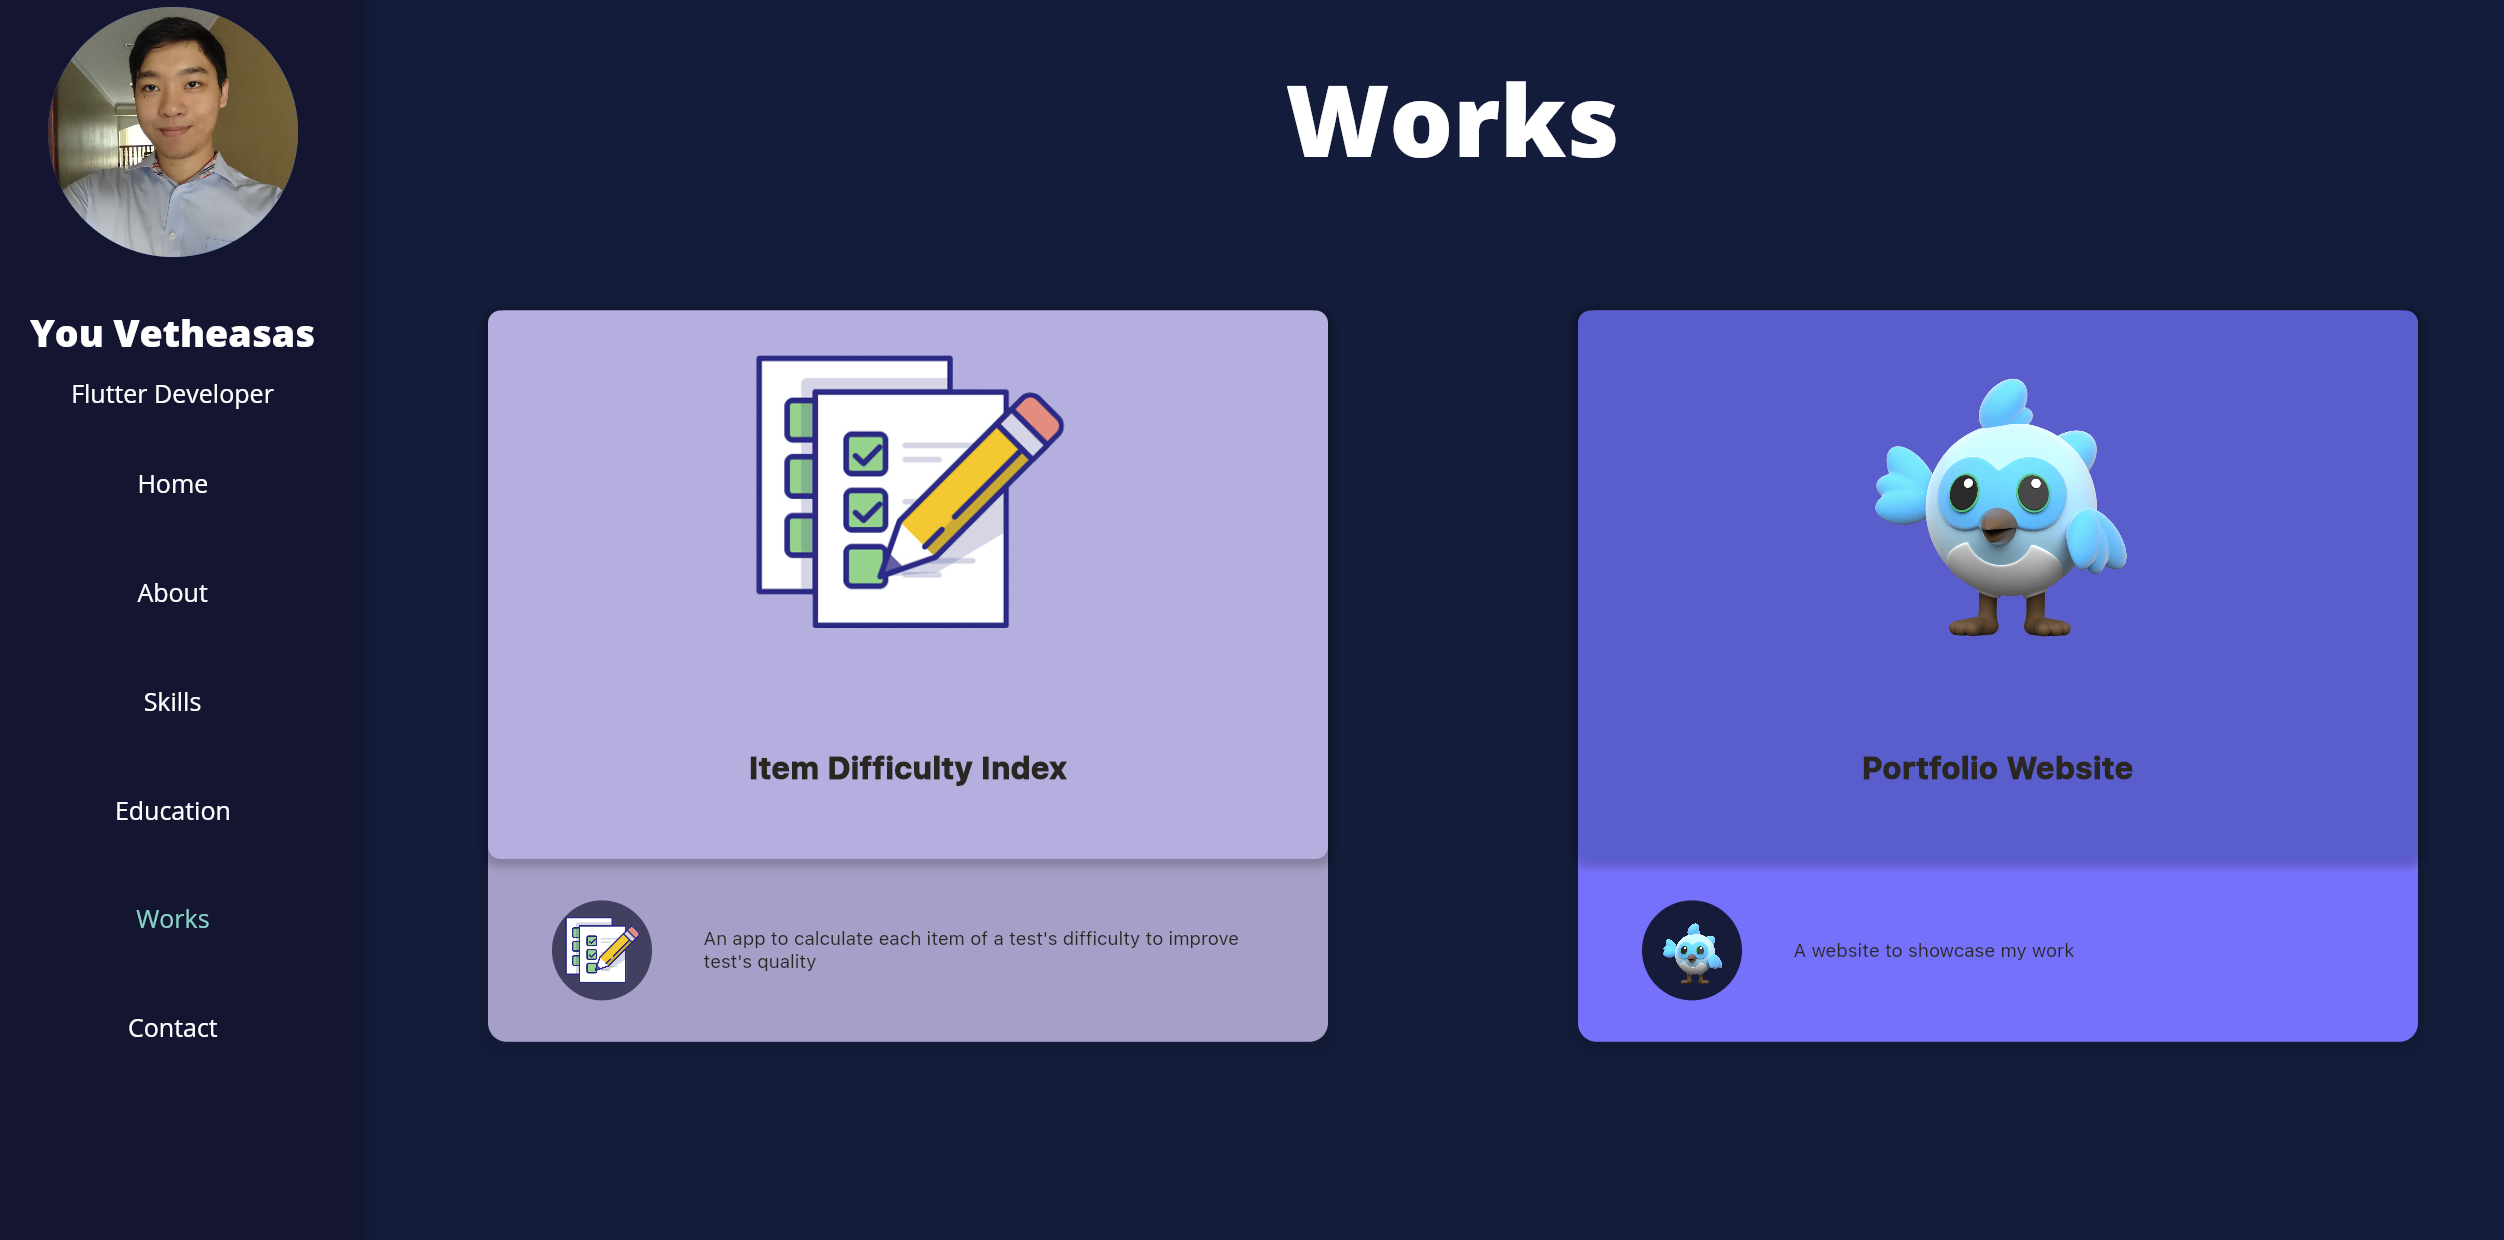 You Vetheasas
Flutter Developer
Home
About
Skills
Education
Works
Contact
Works
Item Difficulty Index
An app to calculate each item of a test's difficulty to improve
test's quality
Portfolio Website
A website to showcase my work